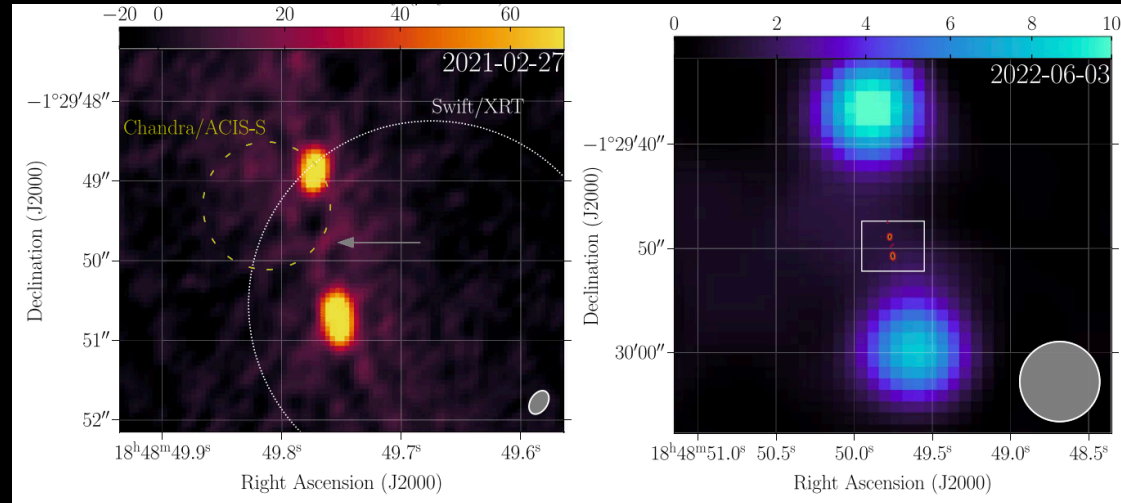 −20 0 20 40 60
2021-02-27
−1°29′48″
49″
50″
51″
52″
Chandra/ACIS-S
Swift/XRT
Declination (J2000)
18ʰ48ᵐ49.9ˢ 49.8ˢ 49.7ˢ 49.6ˢ
Right Ascension (J2000)
0 2 4 6 8 10
2022-06-03
−1°29′40″
50″
30′00″
Declination (J2000)
18ʰ48ᵐ51.0ˢ 50.5ˢ 50.0ˢ 49.5ˢ 49.0ˢ 48.5ˢ
Right Ascension (J2000)